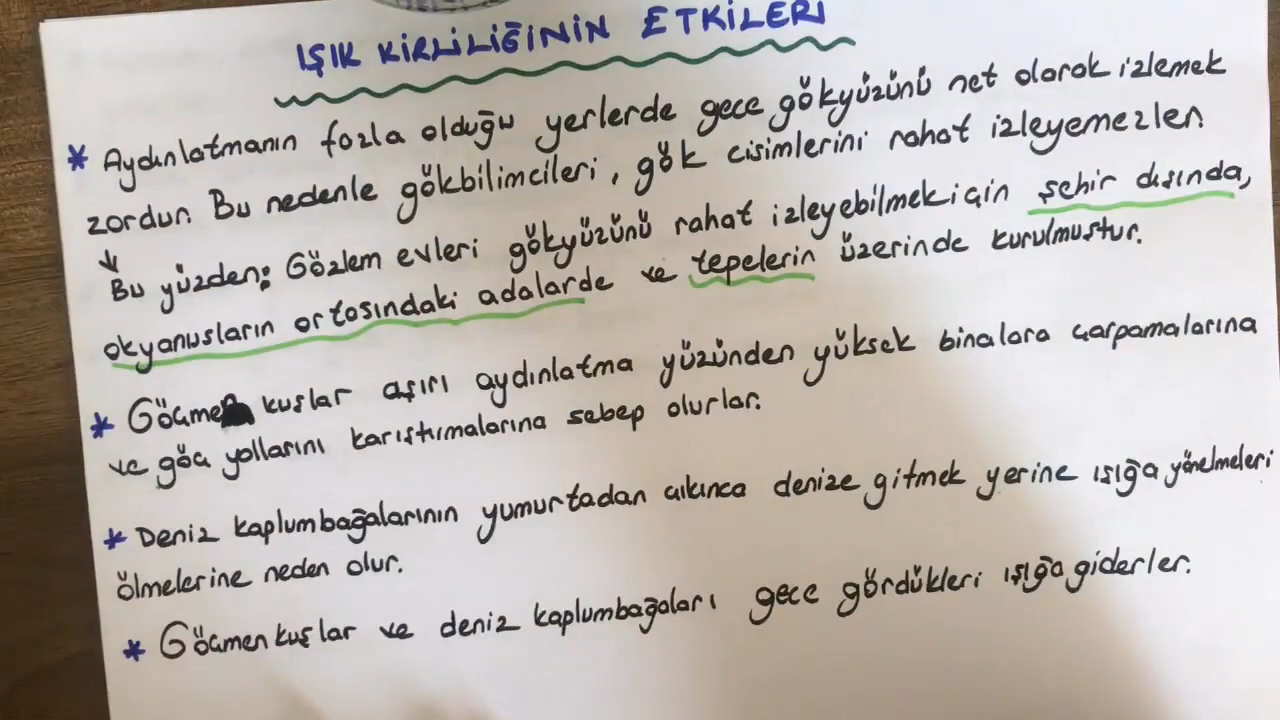 IŞIK KİRLİLİĞİNİN ETKİLERİ
* Aydınlatmanın fazla olduğu yerlerde gece gökyüzünü net olarak izlemek
zordur. Bu nedenle gökbilimcileri, gök cisimlerini rahat izleyemezler.
Bu yüzden: Gözlem evleri gökyüzünü rahat izleyebilmek için şehir dışında,
okyanusların ortasındaki adalarde ve tepelerin üzerinde kurulmuştur.
* Göçmen kuşlar aşırı aydınlatma yüzünden yüksek binalara çarpamalarına
ve göç yollarını karıştırmalarına sebep olurlar.
* Deniz kaplumbağalarının yumurtadan çıkınca denize gitmek yerine ışığa yönelmeleri
ölmelerine neden olur.
* Göçmen kuşlar ve deniz kaplumbağaları gece gördükleri ışığa giderler.